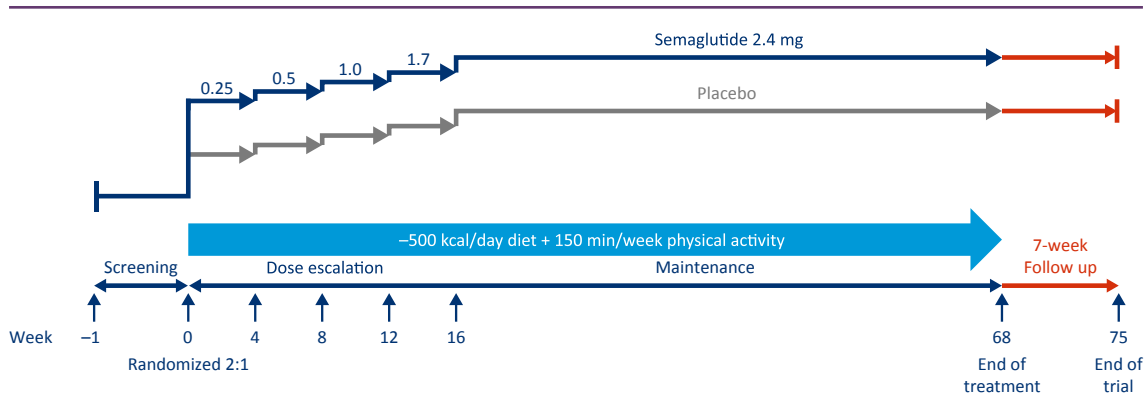 Semaglutide 2.4 mg
1.7
1.0
0.5
0.25
Placebo
–500 kcal/day diet + 150 min/week physical activity
7-week
Follow up
Screening
Dose escalation
Maintenance
Week –1 0 4 8 12 16 68 75
Randomized 2:1
End of
treatment
End of
trial